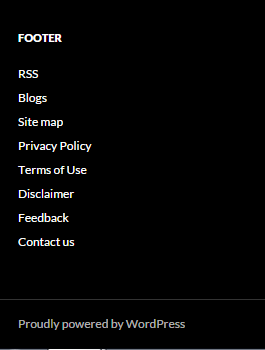 FOOTER
RSS
Blogs
Site map
Privacy Policy
Terms of Use
Disclaimer
Feedback
Contact us
Proudly powered by WordPress